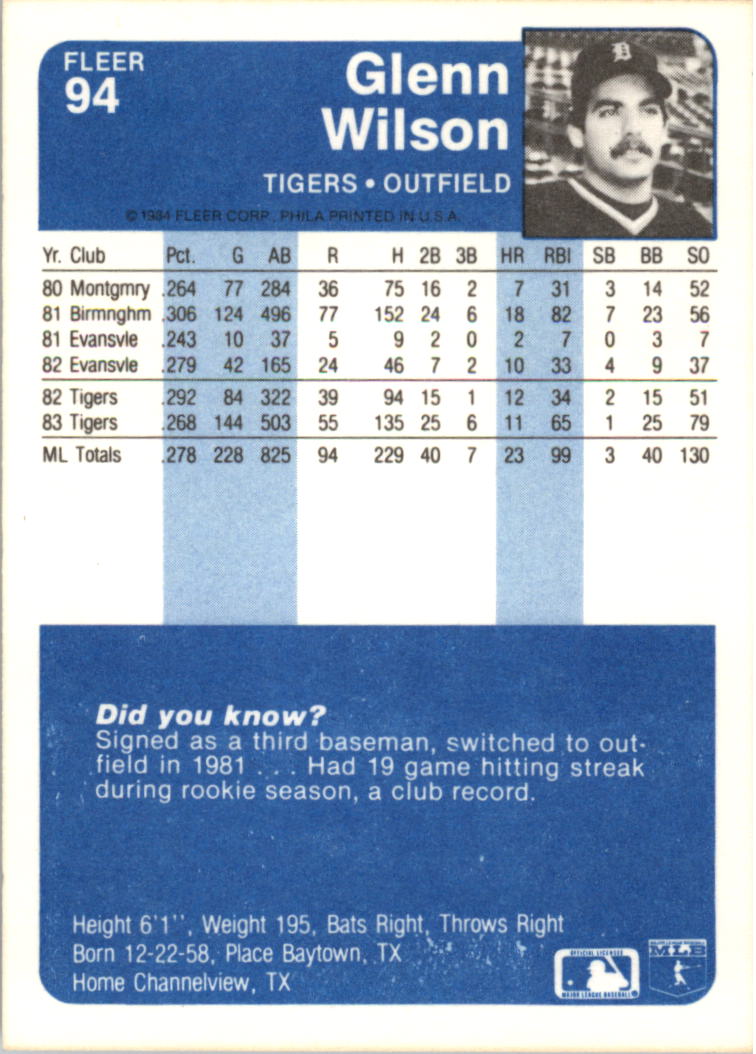 FLEER
94
Glenn
Wilson
TIGERS • OUTFIELD
© 1984 FLEER CORP. PHILA PRINTED IN U.S.A.
D
Yr. Club Pct. G AB R H 2B 3B HR RBI SB BB SO
80 Montgmry .264 77 284 36 75 16 2 7 31 3 14 52
81 Birmnghm .306 124 496 77 152 24 6 18 82 7 23 56
81 Evansvle .243 10 37 5 9 2 0 2 7 0 3 7
82 Evansvle .279 42 165 24 46 7 2 10 33 4 9 37
82 Tigers .292 84 322 39 94 15 1 12 34 2 15 51
83 Tigers .268 144 503 55 135 25 6 11 65 1 25 79
ML Totals .278 228 825 94 229 40 7 23 99 3 40 130
Did you know?
Signed as a third baseman, switched to out-
field in 1981 . . . Had 19 game hitting streak
during rookie season, a club record.
Height 6'1'', Weight 195, Bats Right, Throws Right
Born 12-22-58, Place Baytown, TX
Home Channelview, TX
OFFICIAL LICENSEE
MAJOR LEAGUE BASEBALL
MLB